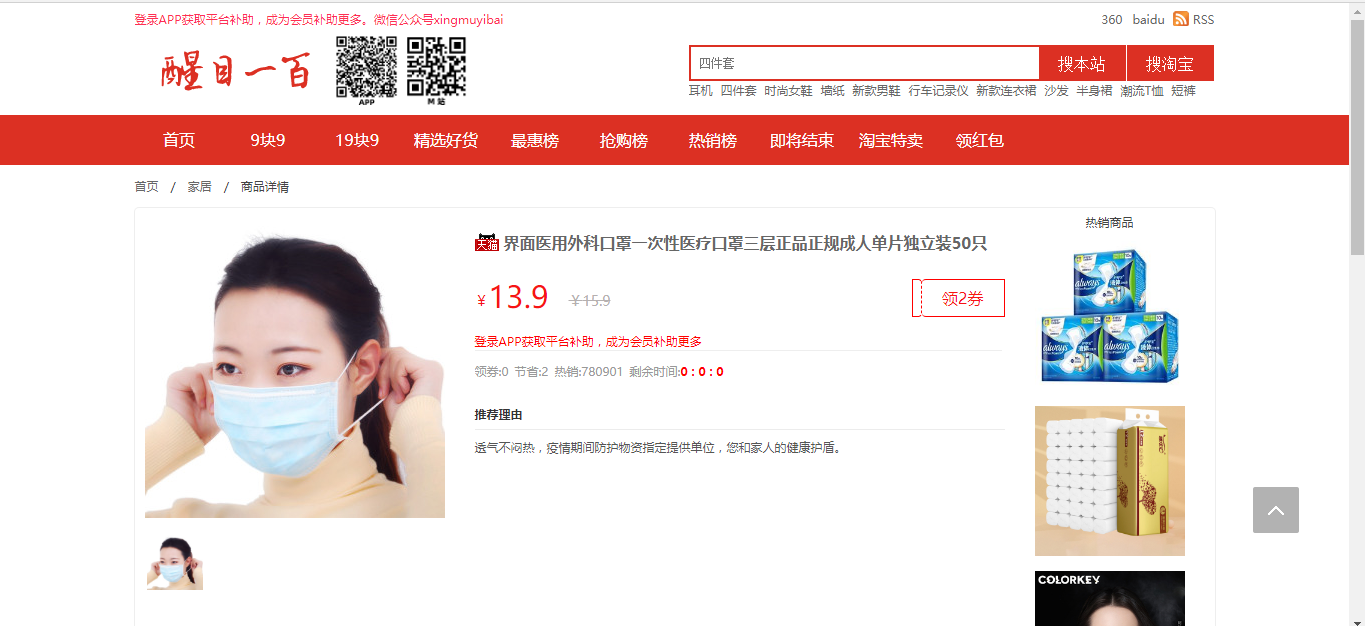 登录APP获取平台补助，成为会员补助更多。微信公众号xingmuyibai
360 baidu RSS
醒目一百
APP
M 站
四件套
搜本站
搜淘宝
耳机 四件套 时尚女鞋 墙纸 新款男鞋 行车记录仪 新款连衣裙 沙发 半身裙 潮流T恤 短裤
首页 9块9 19块9 精选好货 最惠榜 抢购榜 热销榜 即将结束 淘宝特卖 领红包
首页 / 家居 / 商品详情
天猫 界面医用外科口罩一次性医疗口罩三层正品正规成人单片独立装50只
￥13.9 ￥15.9
领2券
登录APP获取平台补助，成为会员补助更多
领券:0 节省:2 热销:780901 剩余时间:0 : 0 : 0
推荐理由
透气不闷热，疫情期间防护物资指定提供单位，您和家人的健康护盾。
热销商品
always
always
always
COLORKEY